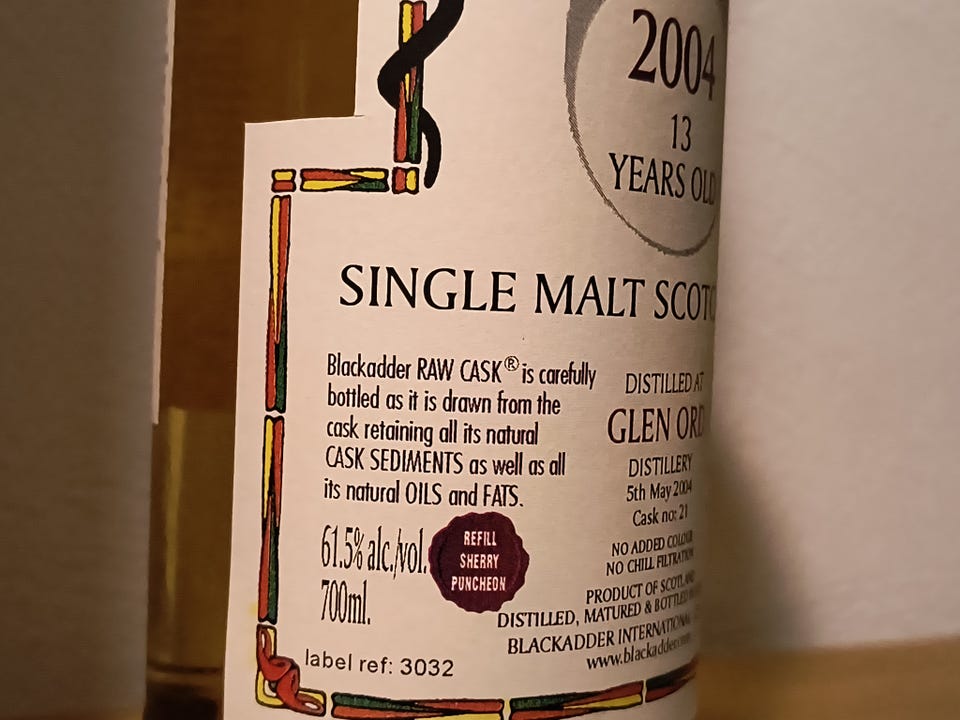 2004
13
YEARS OLD
SINGLE MALT SCOTC
Blackadder RAW CASK® is carefully
bottled as it is drawn from the
cask retaining all its natural
CASK SEDIMENTS as well as all
its natural OILS and FATS.
61.5% alc./vol.
700ml.
REFILL
SHERRY
PUNCHEON
label ref: 3032
DISTILLED AT
GLEN ORD
DISTILLERY
5th May 2004
Cask no: 21
NO ADDED COLOUR
NO CHILL FILTRATION
PRODUCT OF SCOTLAND
DISTILLED, MATURED & BOTTLED
BLACKADDER INTERNATIONAL
www.blackadder.com